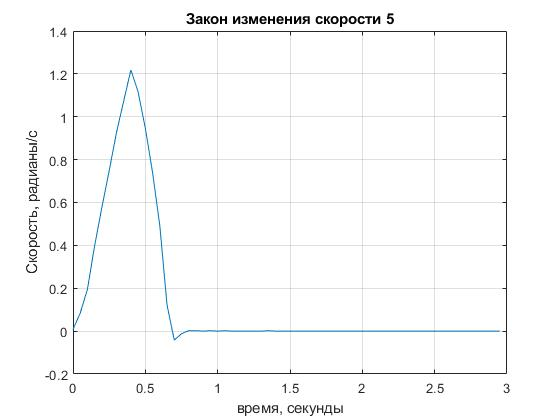 Закон изменения скорости 5
1.4
1.2
1
0.8
0.6
0.4
0.2
0
-0.2
Скорость, радианы/с
0 0.5 1 1.5 2 2.5 3
время, секунды